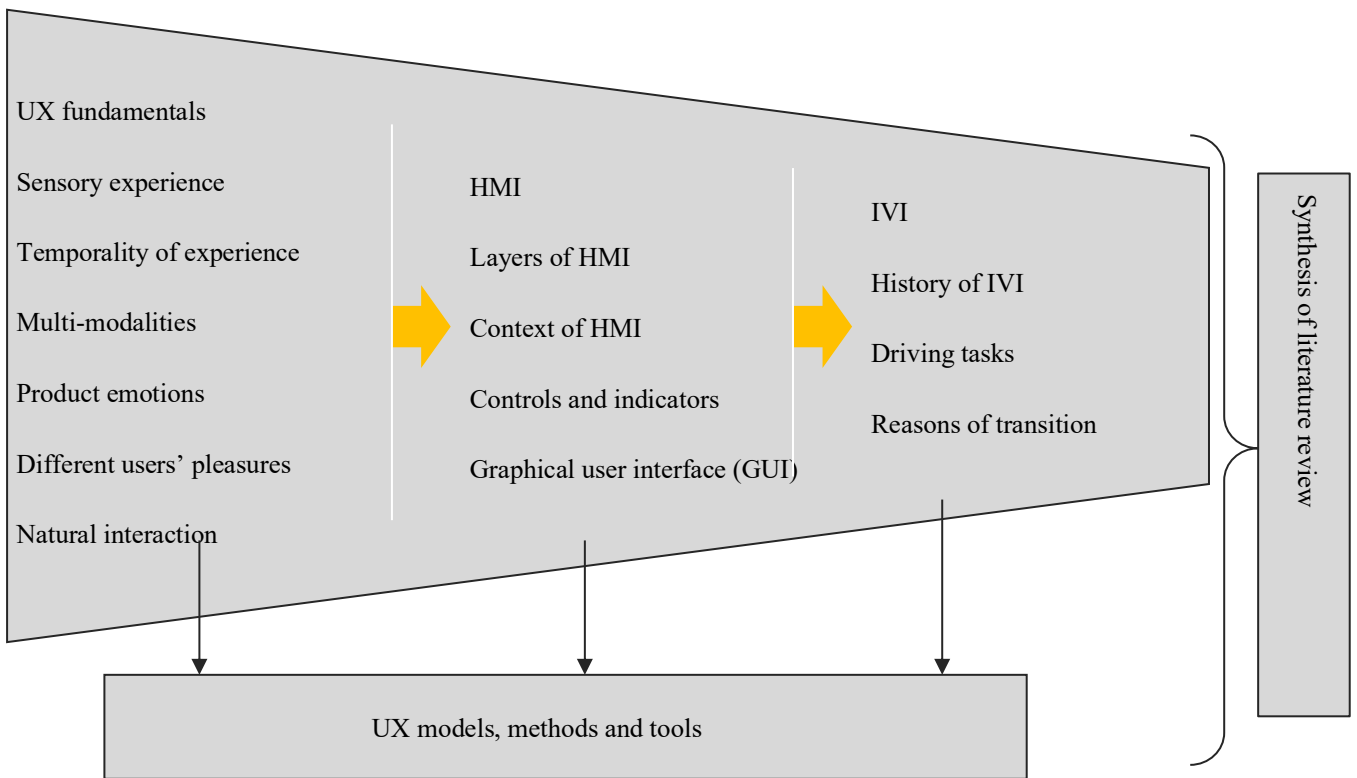 UX fundamentals
Sensory experience
Temporality of experience
Multi-modalities
Product emotions
Different users’ pleasures
Natural interaction
HMI
Layers of HMI
Context of HMI
Controls and indicators
Graphical user interface (GUI)
IVI
History of IVI
Driving tasks
Reasons of transition
Synthesis of literature review
UX models, methods and tools